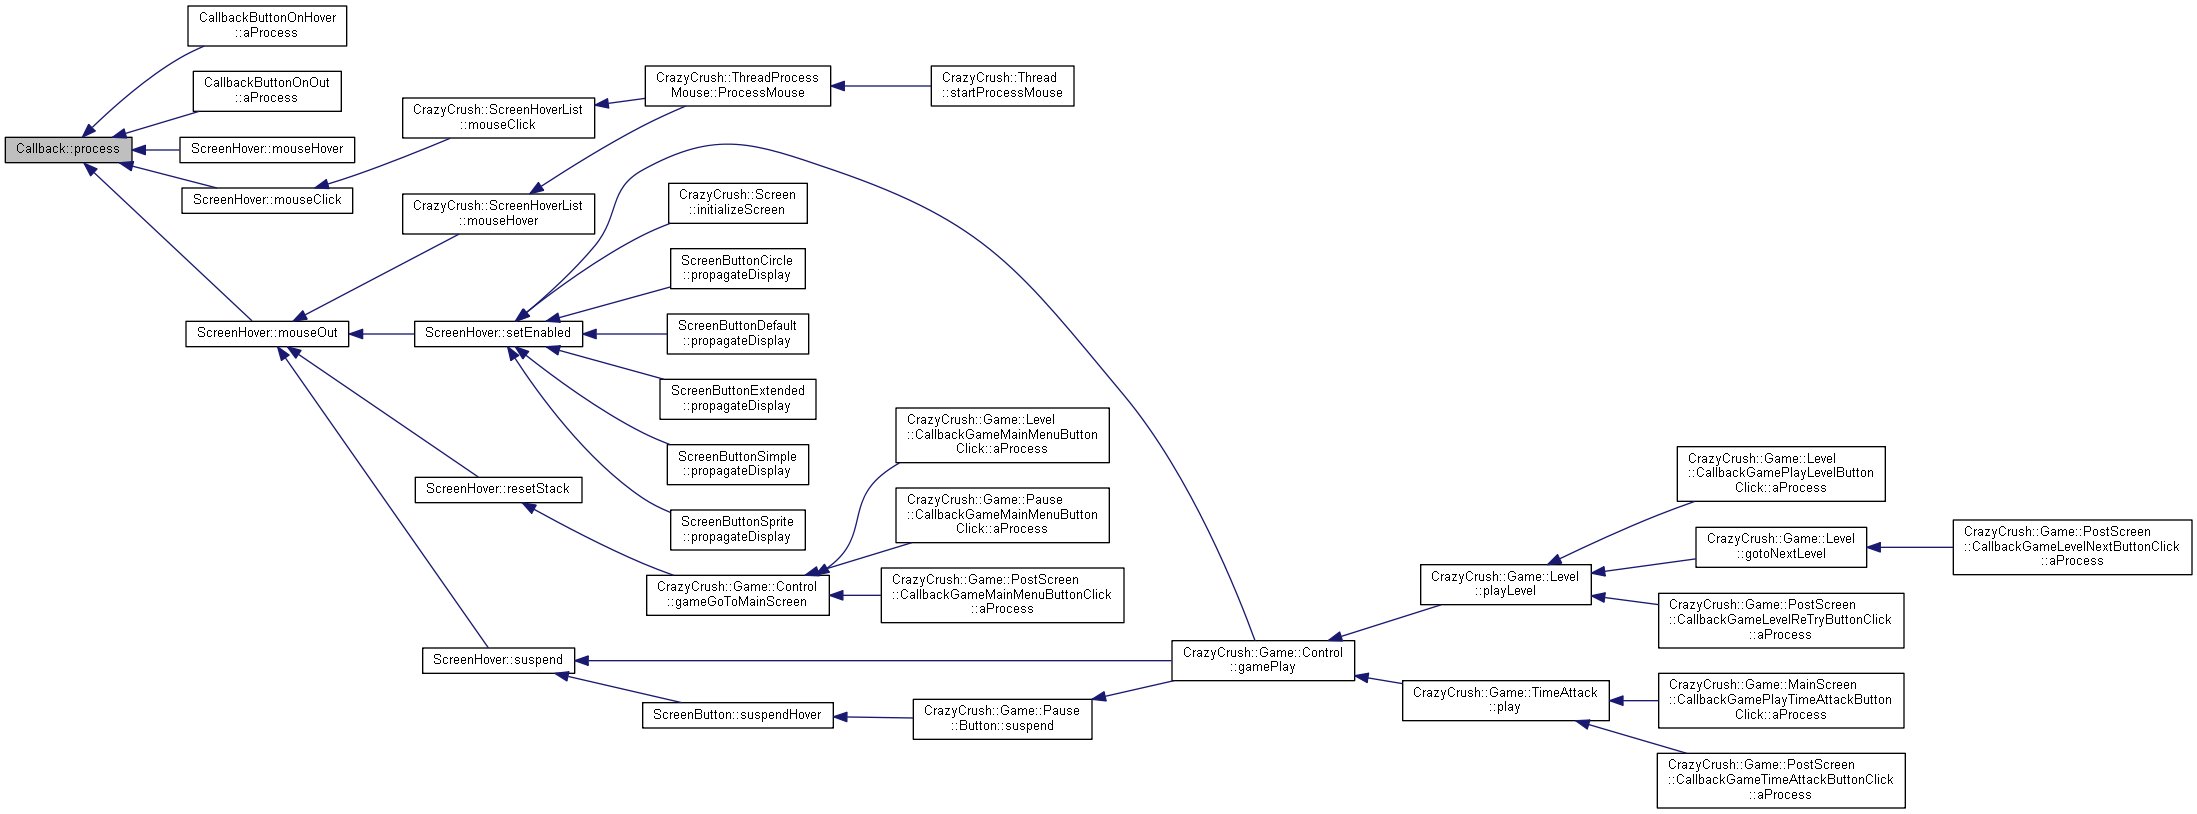 CallbackButtonOnHover
::aProcess
CallbackButtonOnOut
::aProcess
Callback::process
ScreenHover::mouseHover
ScreenHover::mouseClick
ScreenHover::mouseOut
CrazyCrush::ScreenHoverList
::mouseClick
CrazyCrush::ScreenHoverList
::mouseHover
ScreenHover::setEnabled
ScreenHover::resetStack
ScreenHover::suspend
CrazyCrush::ThreadProcess
Mouse::ProcessMouse
CrazyCrush::Thread
::startProcessMouse
CrazyCrush::Screen
::initializeScreen
ScreenButtonCircle
::propagateDisplay
ScreenButtonDefault
::propagateDisplay
ScreenButtonExtended
::propagateDisplay
ScreenButtonSimple
::propagateDisplay
ScreenButtonSprite
::propagateDisplay
CrazyCrush::Game::Control
::gameGoToMainScreen
ScreenButton::suspendHover
CrazyCrush::Game::Level
::CallbackGameMainMenuButton
Click::aProcess
CrazyCrush::Game::Pause
::CallbackGameMainMenuButton
Click::aProcess
CrazyCrush::Game::PostScreen
::CallbackGameMainMenuButtonClick
::aProcess
CrazyCrush::Game::Pause
::Button::suspend
CrazyCrush::Game::Control
::gamePlay
CrazyCrush::Game::Level
::playLevel
CrazyCrush::Game::TimeAttack
::play
CrazyCrush::Game::Level
::CallbackGamePlayLevelButton
Click::aProcess
CrazyCrush::Game::Level
::gotoNextLevel
CrazyCrush::Game::PostScreen
::CallbackGameLevelNextButtonClick
::aProcess
CrazyCrush::Game::PostScreen
::CallbackGameLevelReTryButtonClick
::aProcess
CrazyCrush::Game::MainScreen
::CallbackGamePlayTimeAttackButton
Click::aProcess
CrazyCrush::Game::PostScreen
::CallbackGameTimeAttackButtonClick
::aProcess